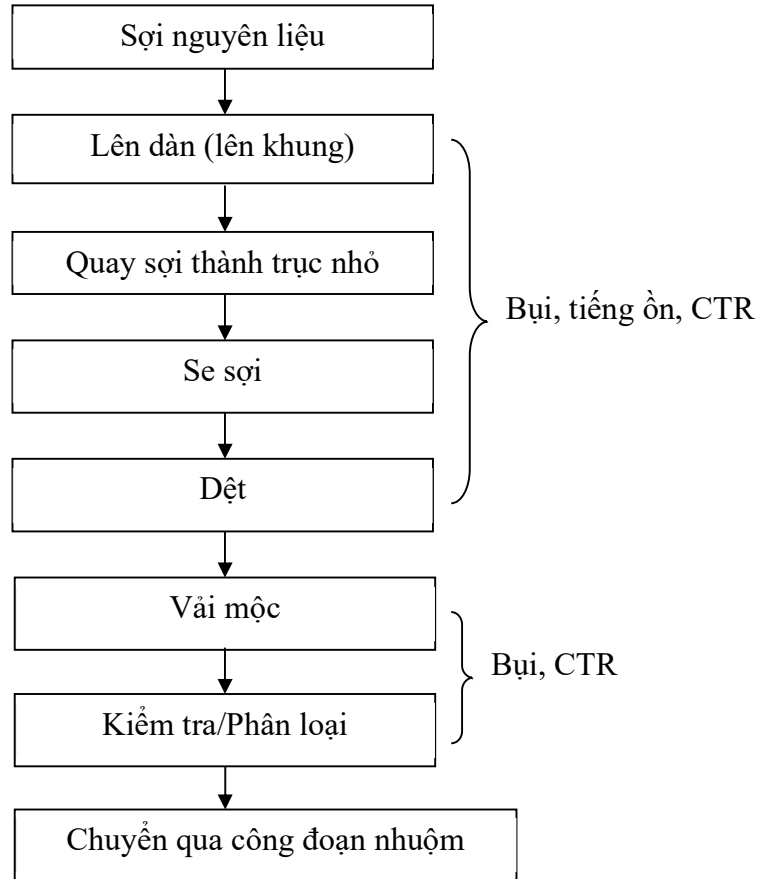 Sợi nguyên liệu
Lên dàn (lên khung)
Quay sợi thành trục nhỏ
Bụi, tiếng ồn, CTR
Se sợi
Dệt
Vải mộc
Bụi, CTR
Kiểm tra/Phân loại
Chuyển qua công đoạn nhuộm